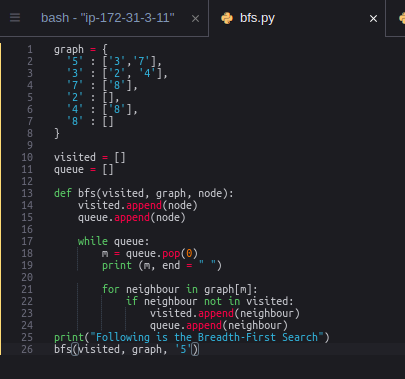 bash - "ip-172-31-3-11" × bfs.py ×
1 graph = {
2 '5' : ['3','7'],
3 '3' : ['2', '4'],
4 '7' : ['8'],
5 '2' : [],
6 '4' : ['8'],
7 '8' : []
8 }
9
10 visited = []
11 queue = []
12
13 def bfs(visited, graph, node):
14 visited.append(node)
15 queue.append(node)
16
17 while queue:
18 m = queue.pop(0)
19 print (m, end = " ")
20
21 for neighbour in graph[m]:
22 if neighbour not in visited:
23 visited.append(neighbour)
24 queue.append(neighbour)
25 print("Following is the Breadth-First Search")
26 bfs(visited, graph, '5')